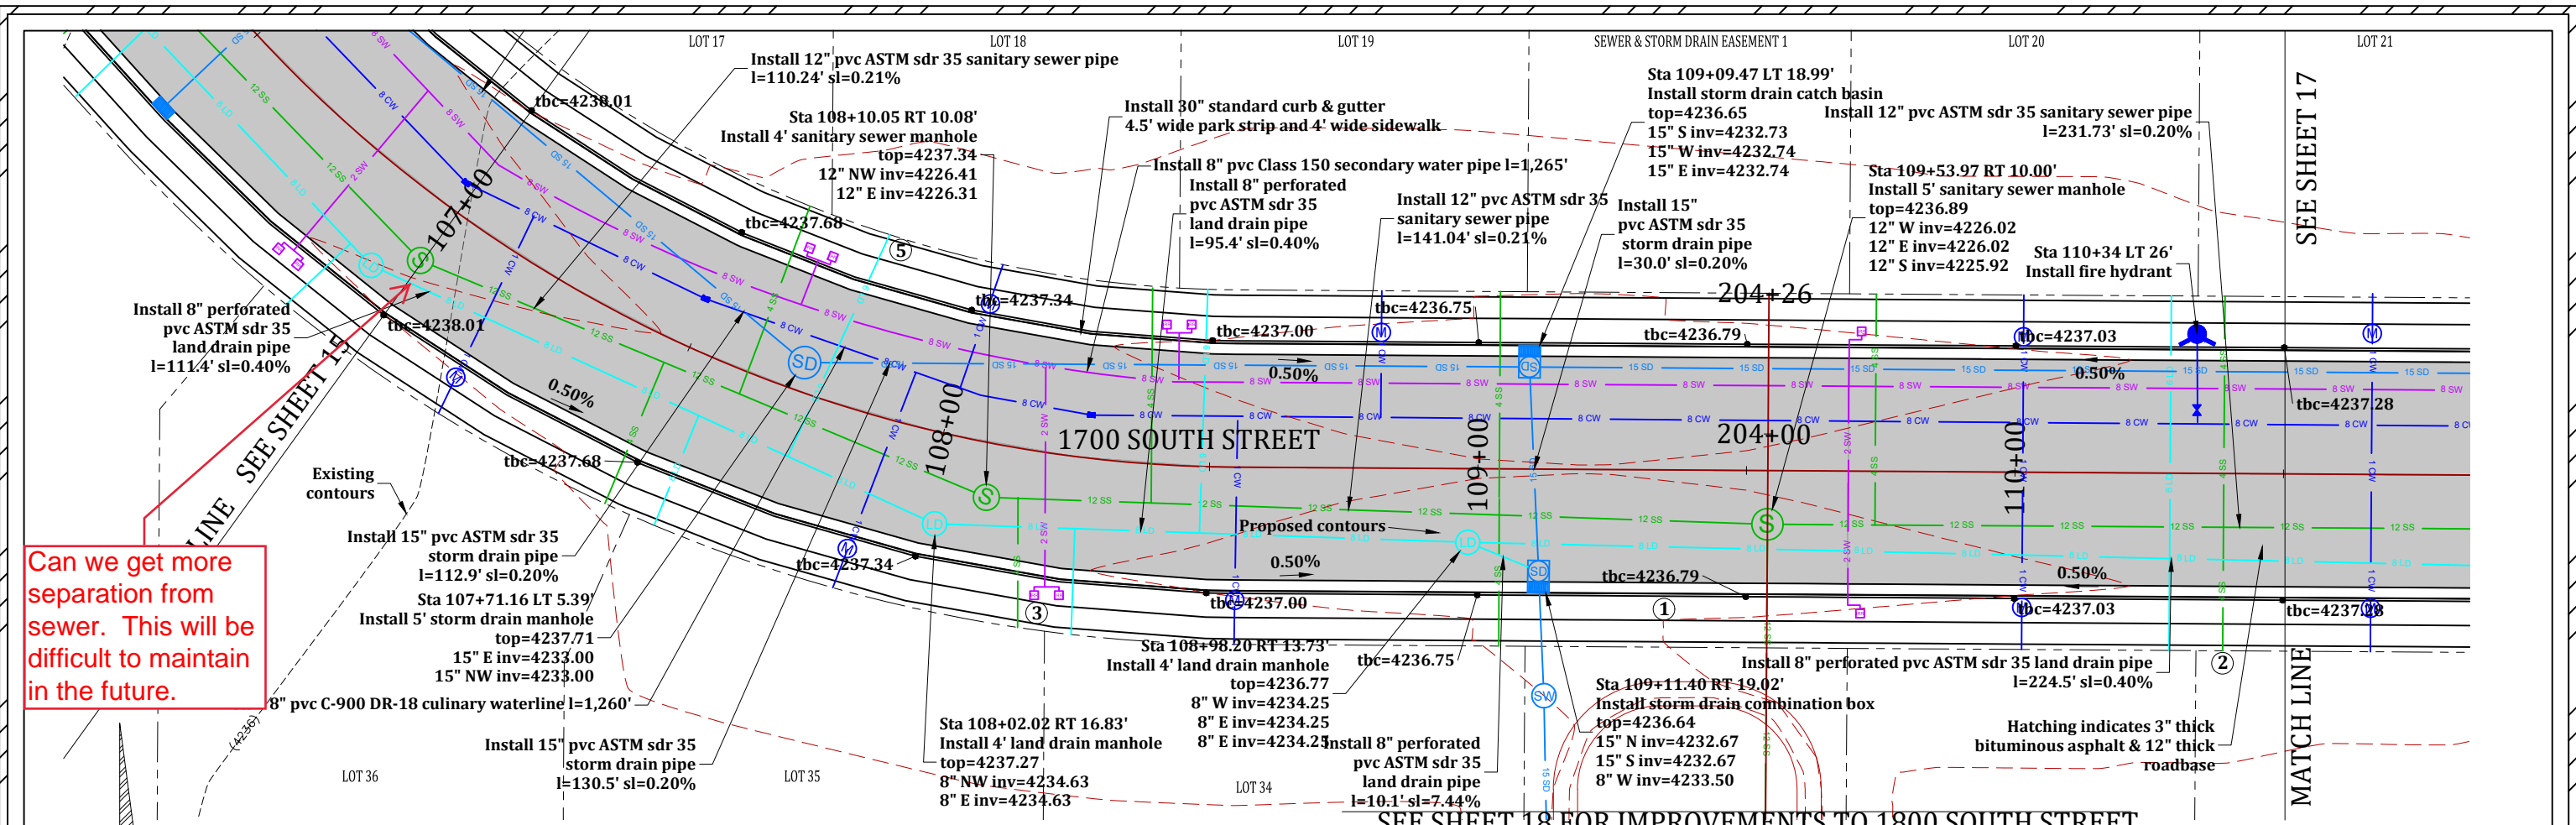 LOT 17
LOT 18
LOT 19
SEWER & STORM DRAIN EASEMENT 1
LOT 20
LOT 21
SEE SHEET 17
Install 12" pvc ASTM sdr 35 sanitary sewer pipe
l=110.24' sl=0.21%
Sta 108+10.05 RT 10.08'
Install 4' sanitary sewer manhole
top=4237.34
12" NW inv=4226.41
12" E inv=4226.31
Install 30" standard curb & gutter
4.5' wide park strip and 4' wide sidewalk
Install 8" pvc Class 150 secondary water pipe l=1,265'
Install 8" perforated
pvc ASTM sdr 35
land drain pipe
l=95.4' sl=0.40%
Install 12" pvc ASTM sdr 35
sanitary sewer pipe
l=141.04' sl=0.21%
Sta 109+09.47 LT 18.99'
Install storm drain catch basin
top=4236.65
15" S inv=4232.73
15" W inv=4232.74
15" E inv=4232.74
Install 15"
pvc ASTM sdr 35
storm drain pipe
l=30.0' sl=0.20%
Install 12" pvc ASTM sdr 35 sanitary sewer pipe
l=231.73' sl=0.20%
Sta 109+53.97 RT 10.00'
Install 5' sanitary sewer manhole
top=4236.89
12" W inv=4226.02
12" E inv=4226.02
12" S inv=4225.92
Sta 110+34 LT 26'
Install fire hydrant
tbc=4238.01
tbc=4237.68
tbc=4237.34
tbc=4237.00
tbc=4236.75
tbc=4236.79
tbc=4237.03
tbc=4237.28
107+00
108+00
109+00
110+00
204+26
204+00
1700 SOUTH STREET
0.50%
0.50%
0.50%
0.50%
0.50%
5
3
1
2
Install 8" perforated
pvc ASTM sdr 35
land drain pipe
l=111.4' sl=0.40%
tbc=4238.01
tbc=4237.68
tbc=4237.34
tbc=4237.00
tbc=4236.75
tbc=4236.79
tbc=4237.03
tbc=4237.28
LINE SEE SHEET 15
Existing
contours
Proposed contours
Can we get more
separation from
sewer. This will be
difficult to maintain
in the future.
Install 15" pvc ASTM sdr 35
storm drain pipe
l=112.9' sl=0.20%
Sta 107+71.16 LT 5.39'
Install 5' storm drain manhole
top=4237.71
15" E inv=4233.00
15" NW inv=4233.00
8" pvc C-900 DR-18 culinary waterline l=1,260'
Install 15" pvc ASTM sdr 35
storm drain pipe
l=130.5' sl=0.20%
(4236)
Sta 108+02.02 RT 16.83'
Install 4' land drain manhole
top=4237.27
8" NW inv=4234.63
8" E inv=4234.63
Sta 108+98.20 RT 13.73'
Install 4' land drain manhole
top=4236.77
8" W inv=4234.25
8" E inv=4234.25
8" E inv=4234.25
Install 8" perforated
pvc ASTM sdr 35
land drain pipe
l=10.1' sl=7.44%
Sta 109+11.40 RT 19.02'
Install storm drain combination box
top=4236.64
15" N inv=4232.67
15" S inv=4232.67
8" W inv=4233.50
Install 8" perforated pvc ASTM sdr 35 land drain pipe
l=224.5' sl=0.40%
Hatching indicates 3" thick
bituminous asphalt & 12" thick
roadbase
MATCH LINE
LOT 36
LOT 35
LOT 34
SEE SHEET 18 FOR IMPROVEMENTS TO 1800 SOUTH STREET
S
LD
SD
LD
S
LD
SD
SD
S
SW